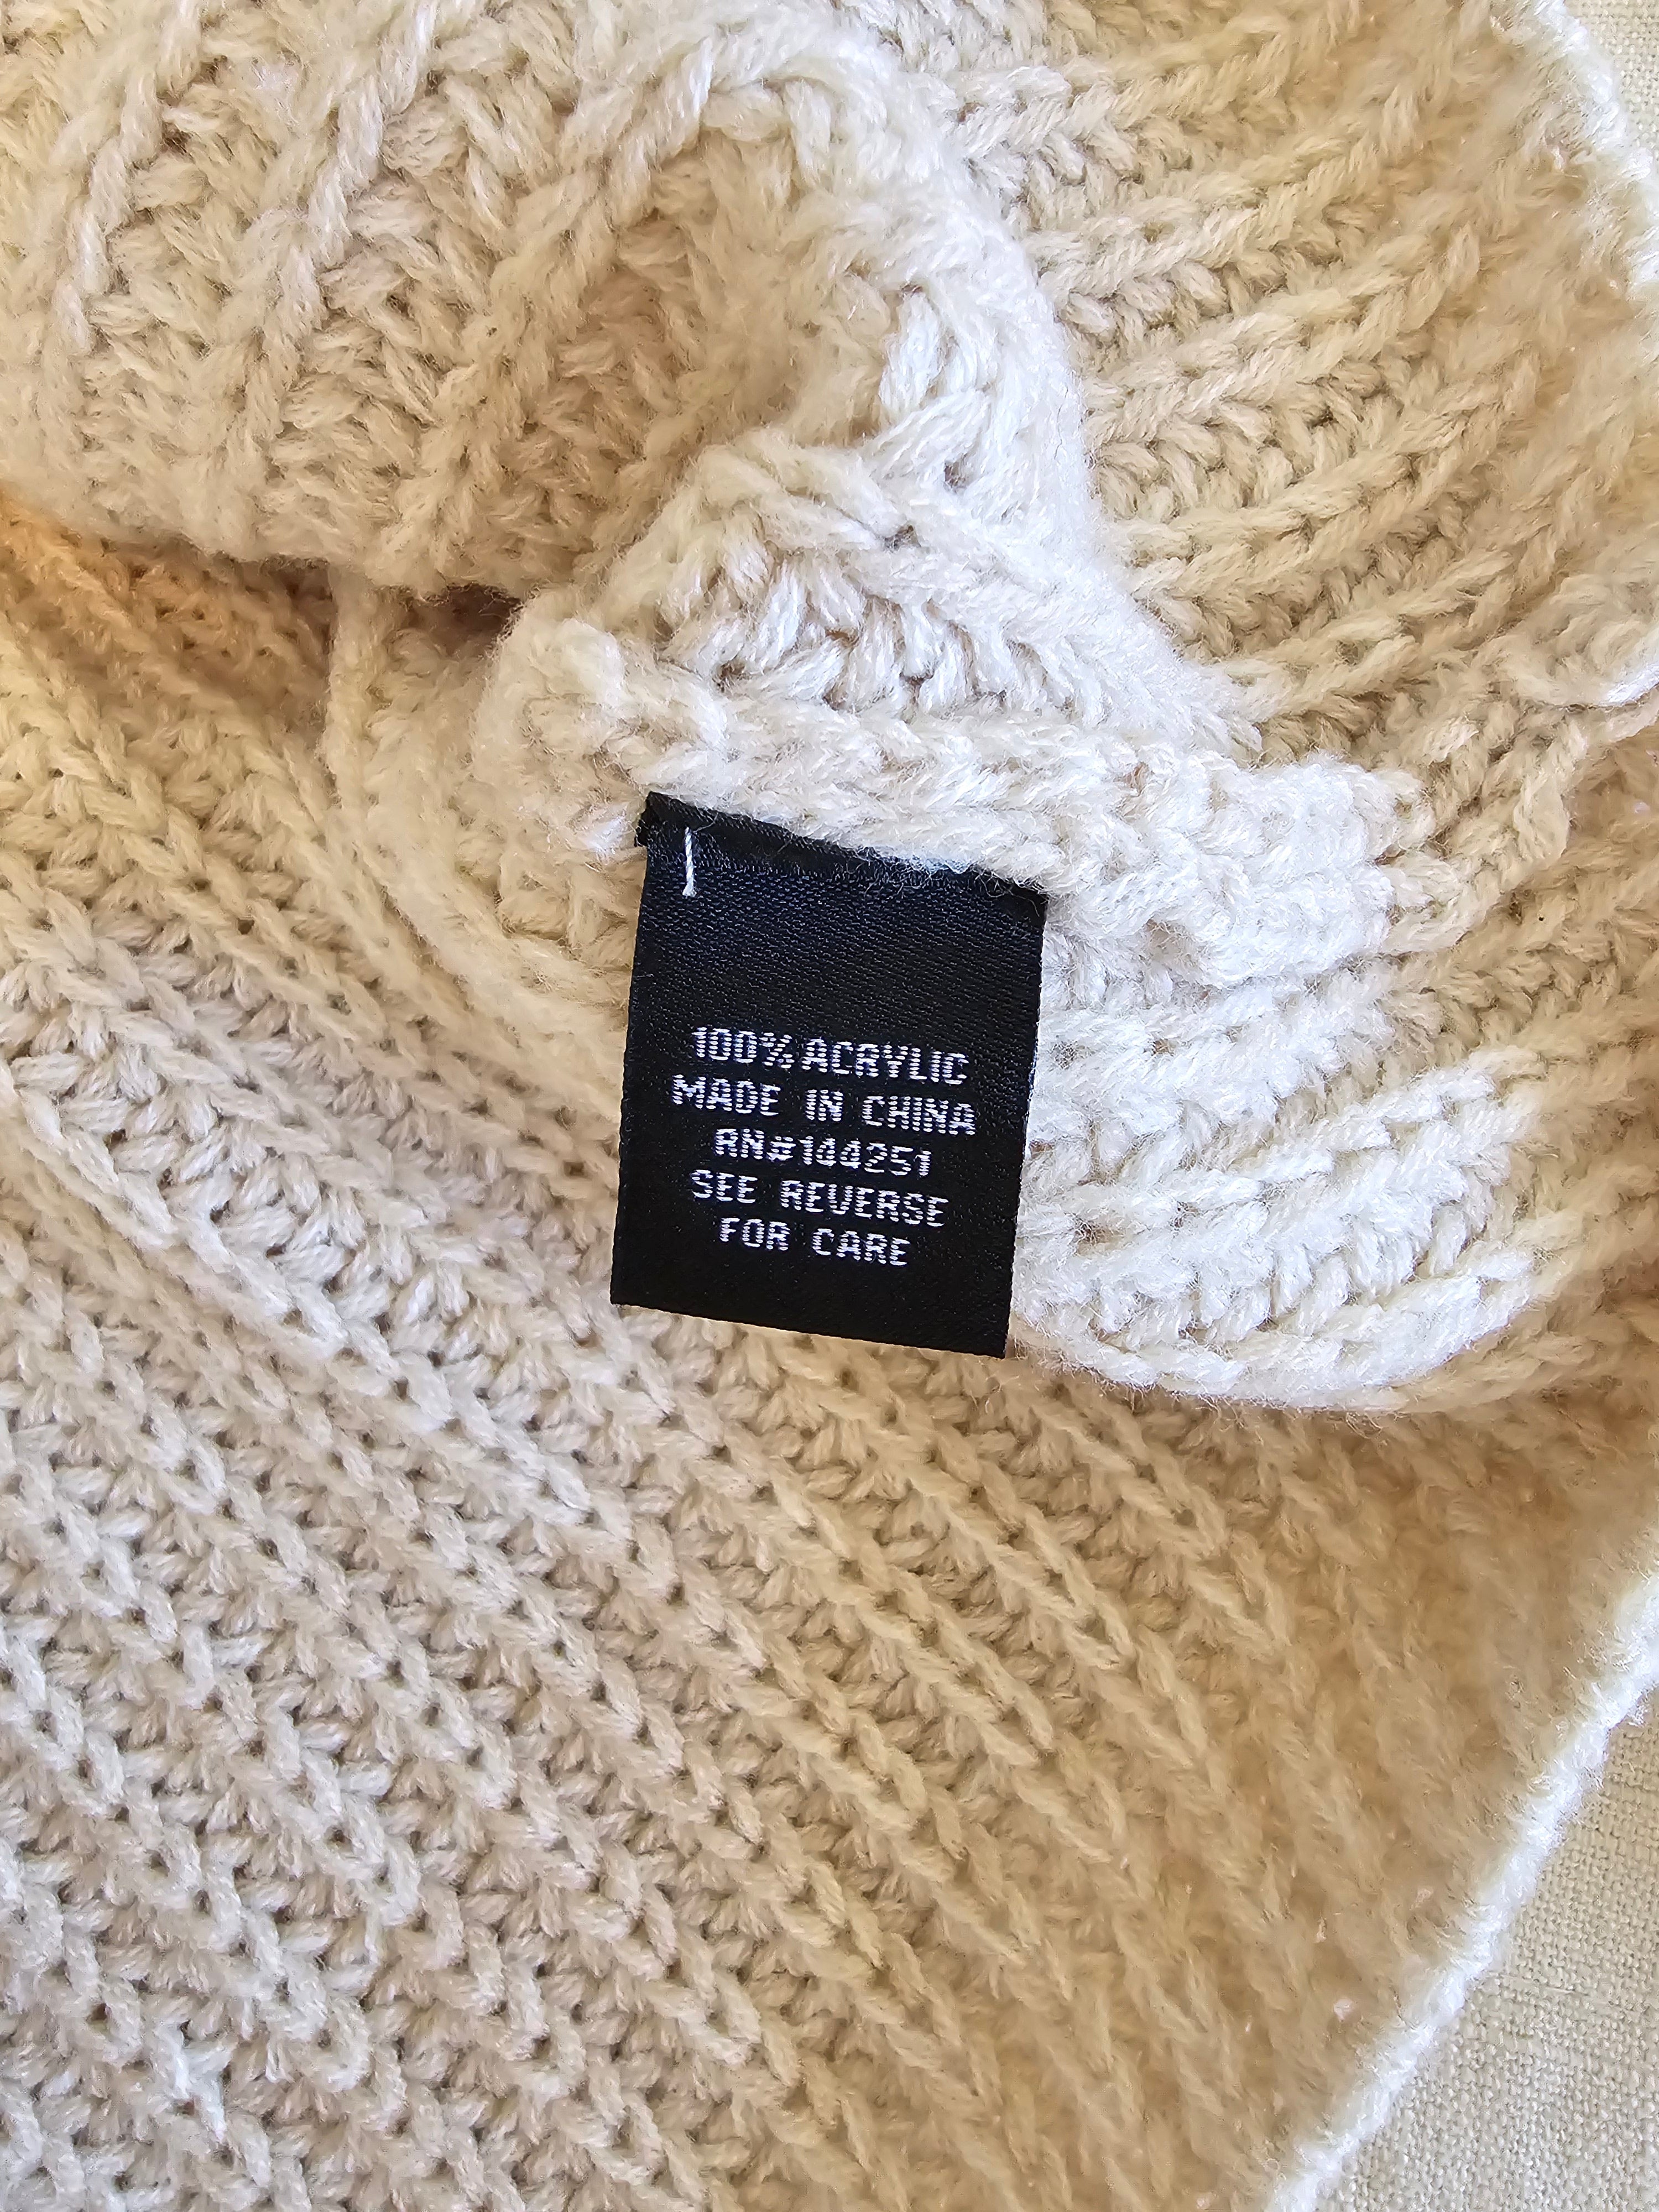 100% ACRYLIC
MADE IN CHINA
RN#144251
SEE REVERSE
FOR CARE